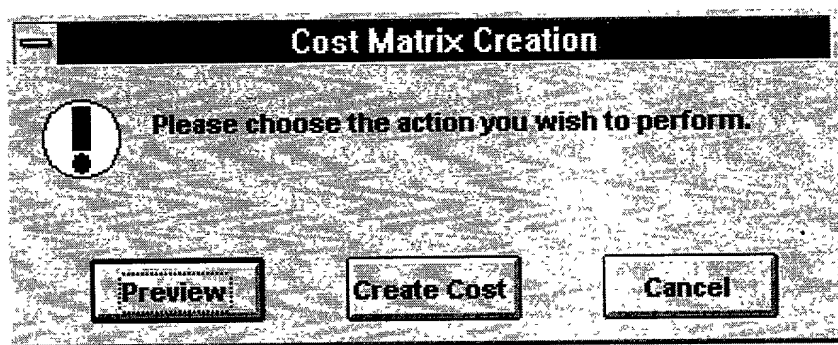 Cost Matrix Creation
Please choose the action you wish to perform.
Preview Create Cost Cancel